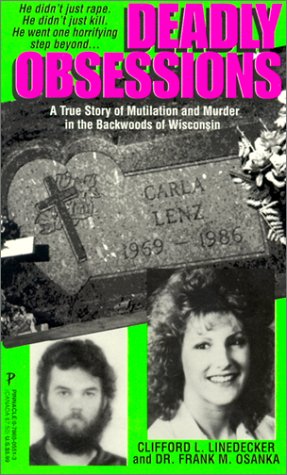 He didn't just rape.
He didn't just kill.
He went one horrifying
step beyond...
DEADLY
OBSESSIONS
A True Story of Mutilation and Murder
in the Backwoods of Wisconsin
CARLA
LENZ
1969 - 1986
PINNACLE
CLIFFORD L. LINEDECKER
and DR. FRANK M. OSANKA